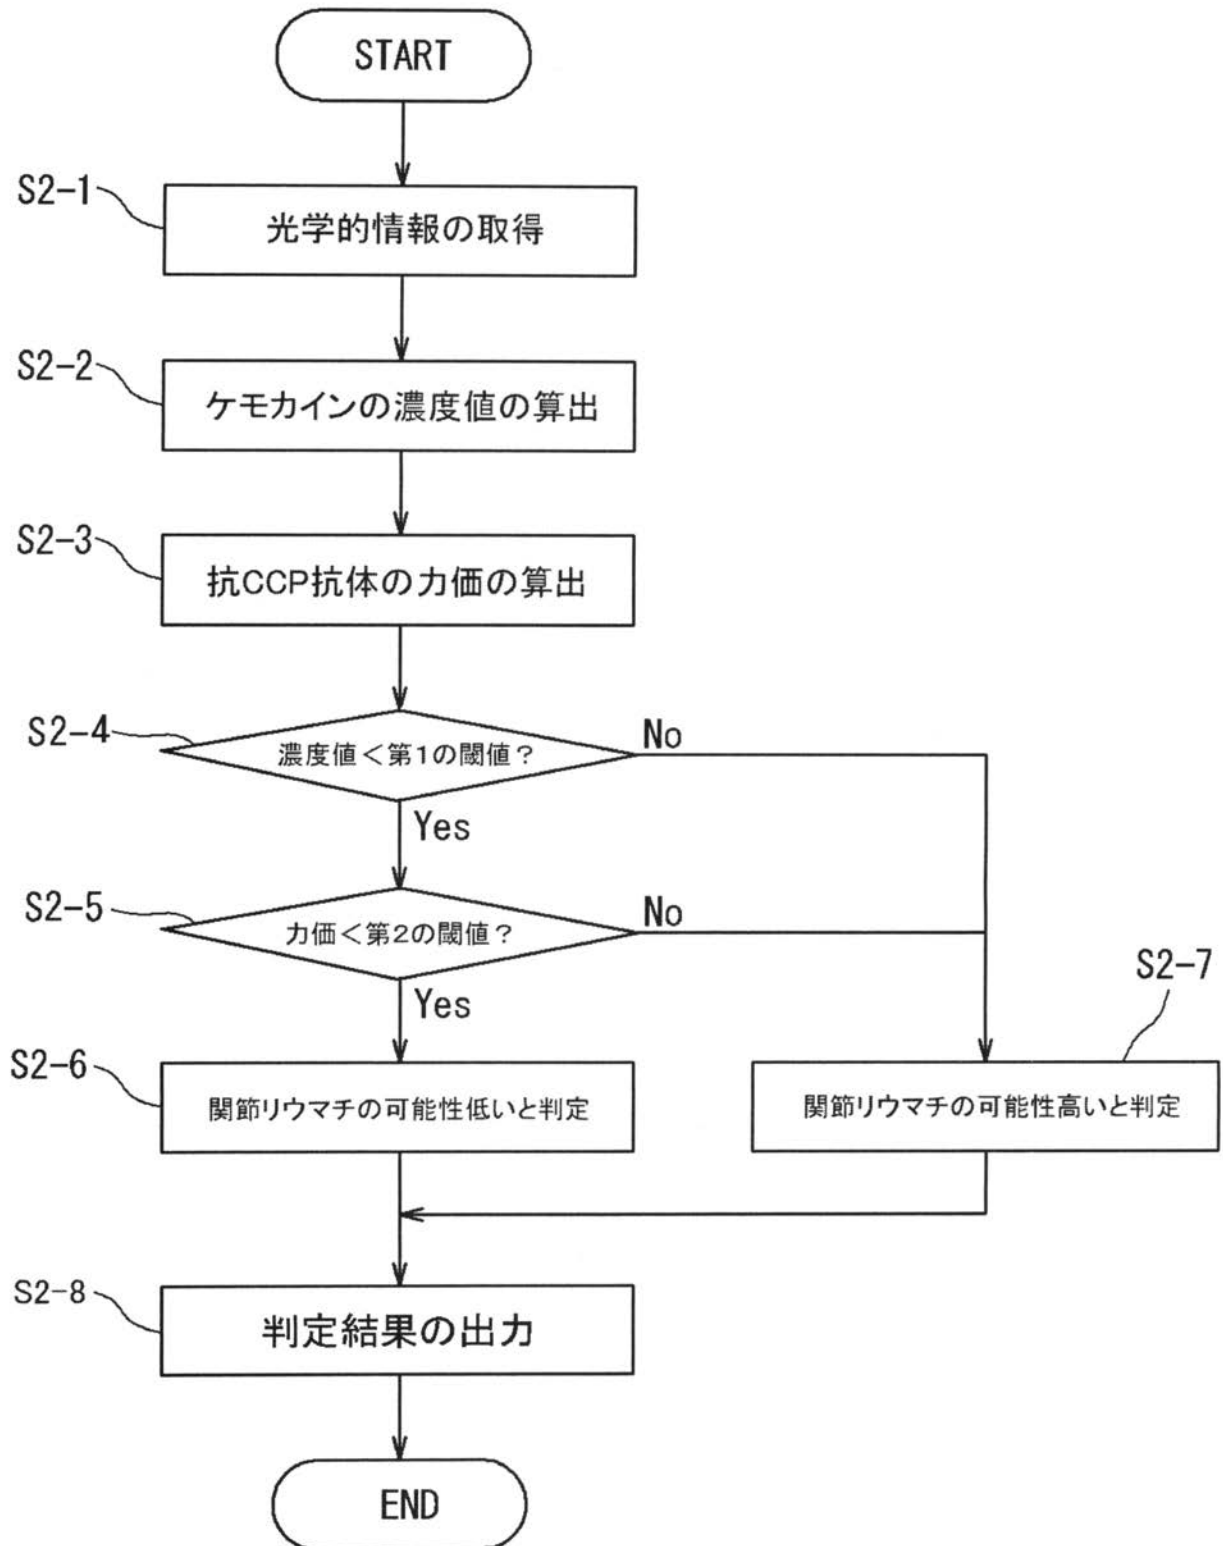 START
S2-1
光学的情報の取得
S2-2
ケモカインの濃度値の算出
S2-3
抗CCP抗体の力価の算出
S2-4
濃度値＜第1の閾値？
No
Yes
S2-5
力価＜第2の閾値？
No
Yes
S2-7
S2-6
関節リウマチの可能性低いと判定
関節リウマチの可能性高いと判定
S2-8
判定結果の出力
END